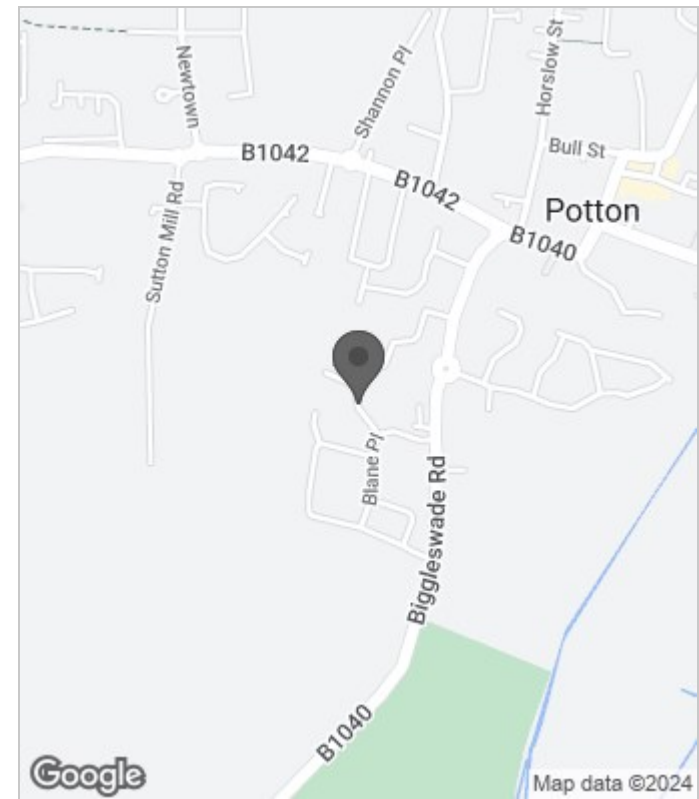 Newtown
Shannon Pl
Horslow St
B1042
Bull St
B1042
Potton
Sutton Mill Rd
B1040
Blane Pl
Biggleswade Rd
B1040
Google
Map data ©2024